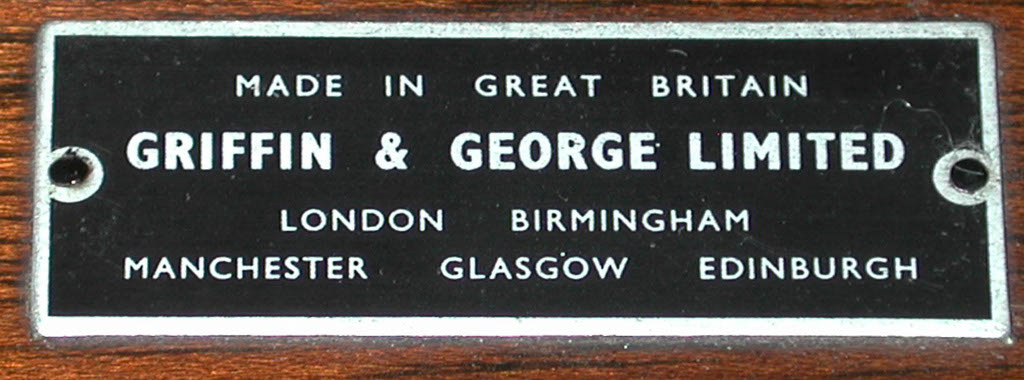 MADE IN GREAT BRITAIN
GRIFFIN & GEORGE LIMITED
LONDON BIRMINGHAM
MANCHESTER GLASGOW EDINBURGH